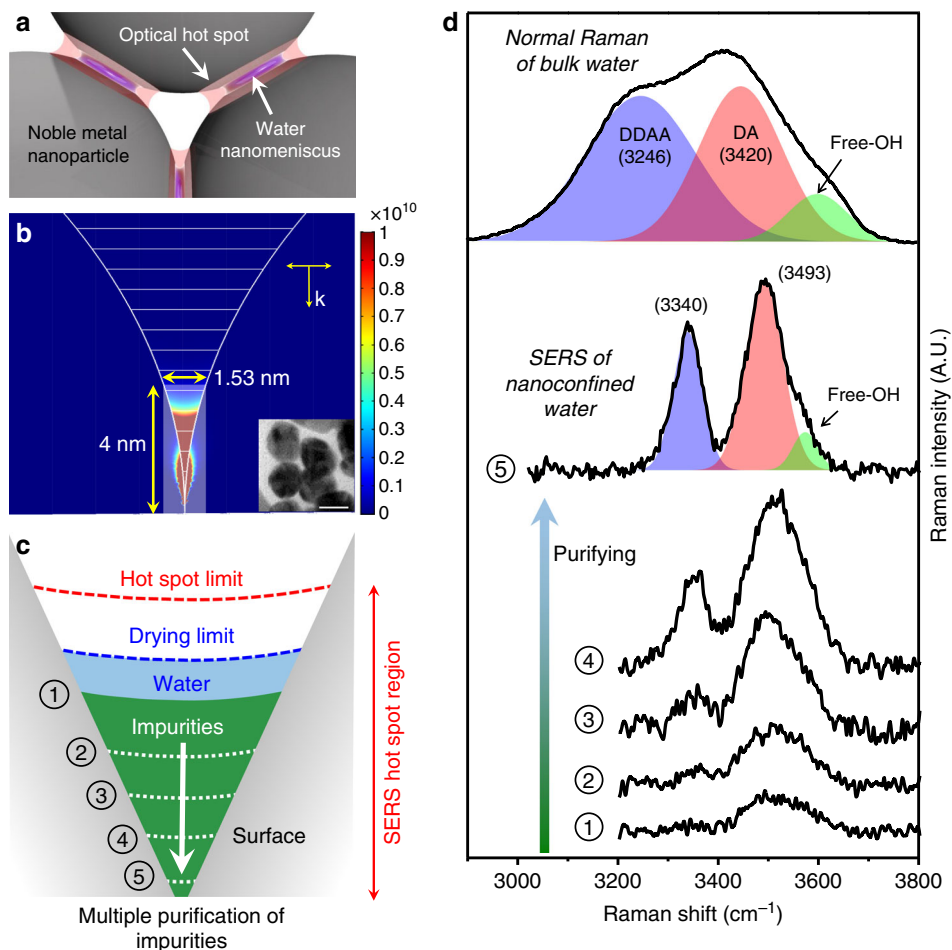 a
Optical hot spot
Noble metal
nanoparticle
Water
nanomeniscus
b
×10¹⁰
1
0.9
0.8
0.7
0.6
0.5
0.4
0.3
0.2
0.1
0
k
1.53 nm
4 nm
c
Hot spot limit
Drying limit
Water
①
Impurities
②
③
④
Surface
⑤
SERS hot spot region
Multiple purification of
impurities
d
Normal Raman
of bulk water
DDAA
(3246)
DA
(3420)
Free-OH
(3340)
(3493)
SERS of
nanoconfined
water
Free-OH
⑤
Purifying
④
③
②
①
3000
3200
3400
3600
3800
Raman shift (cm⁻¹)
Raman intensity (A.U.)